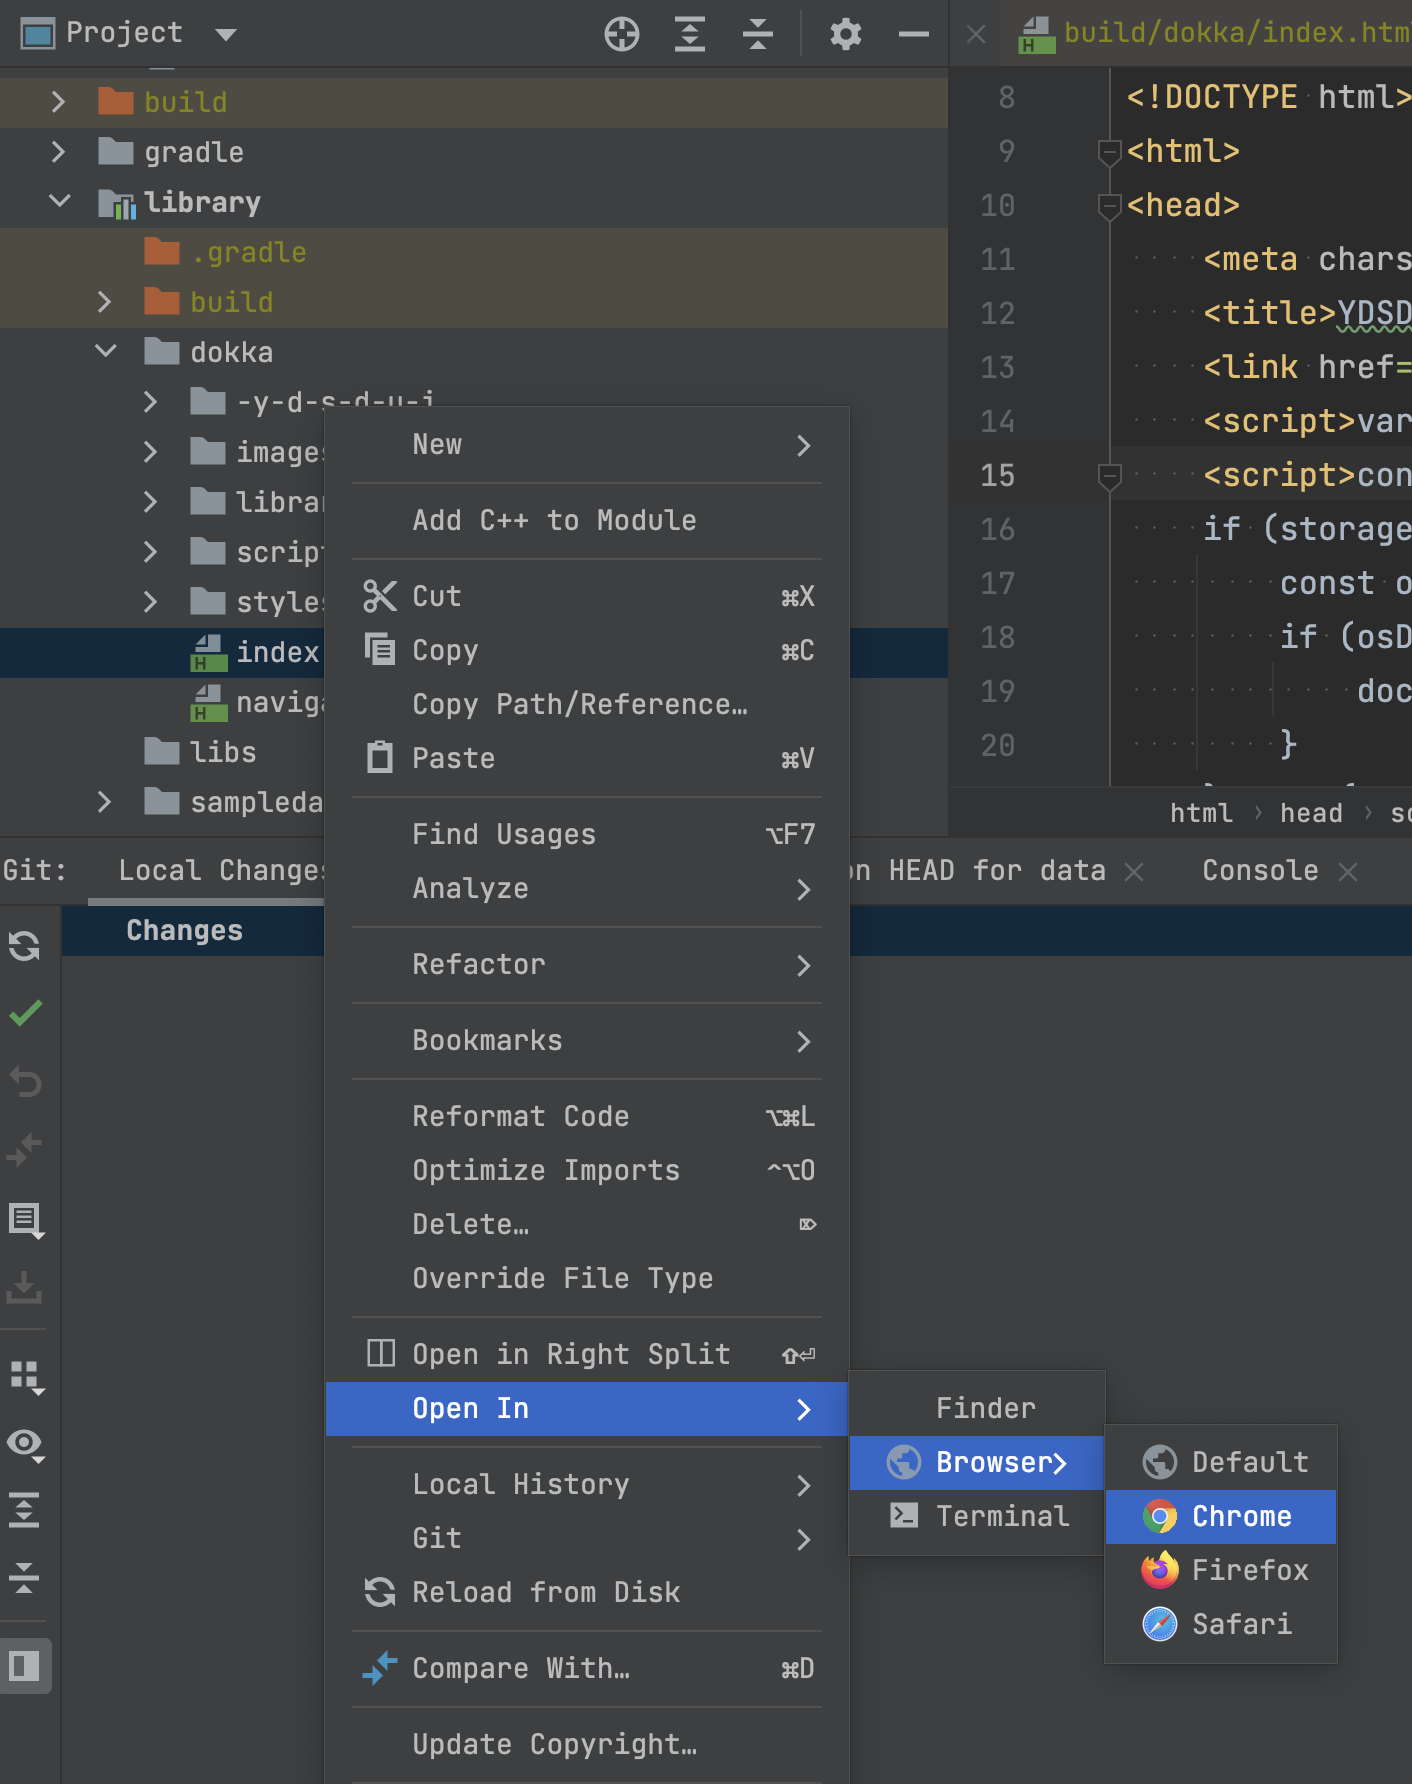 Project
build/dokka/index.htm
build
gradle
library
.gradle
build
dokka
-y-d-s-d-u-i
images
librar
script
styles
index
naviga
libs
sampleda
8 <!DOCTYPE html>
9 <html>
10 <head>
11 <meta chars
12 <title>YDSD
13 <link href=
14 <script>var
15 <script>con
16 if (storage
17 const o
18 if (osD
19 doc
20 }
html › head › sc
Git:
Local Changes
on HEAD for data
Console
Changes
New
Add C++ to Module
Cut ⌘X
Copy ⌘C
Copy Path/Reference…
Paste ⌘V
Find Usages ⌥F7
Analyze
Refactor
Bookmarks
Reformat Code ⌥⌘L
Optimize Imports ^⌥O
Delete… ⌦
Override File Type
Open in Right Split ⇧⏎
Open In
Local History
Git
Reload from Disk
Compare With… ⌘D
Update Copyright…
Finder
Browser
Terminal
Default
Chrome
Firefox
Safari